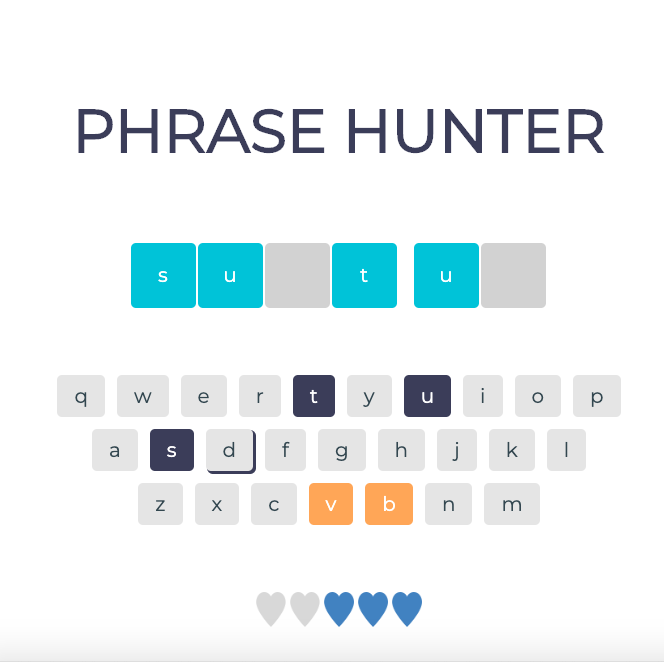 PHRASE HUNTER
s u t u
q w e r t y u i o p
a s d f g h j k l
z x c v b n m